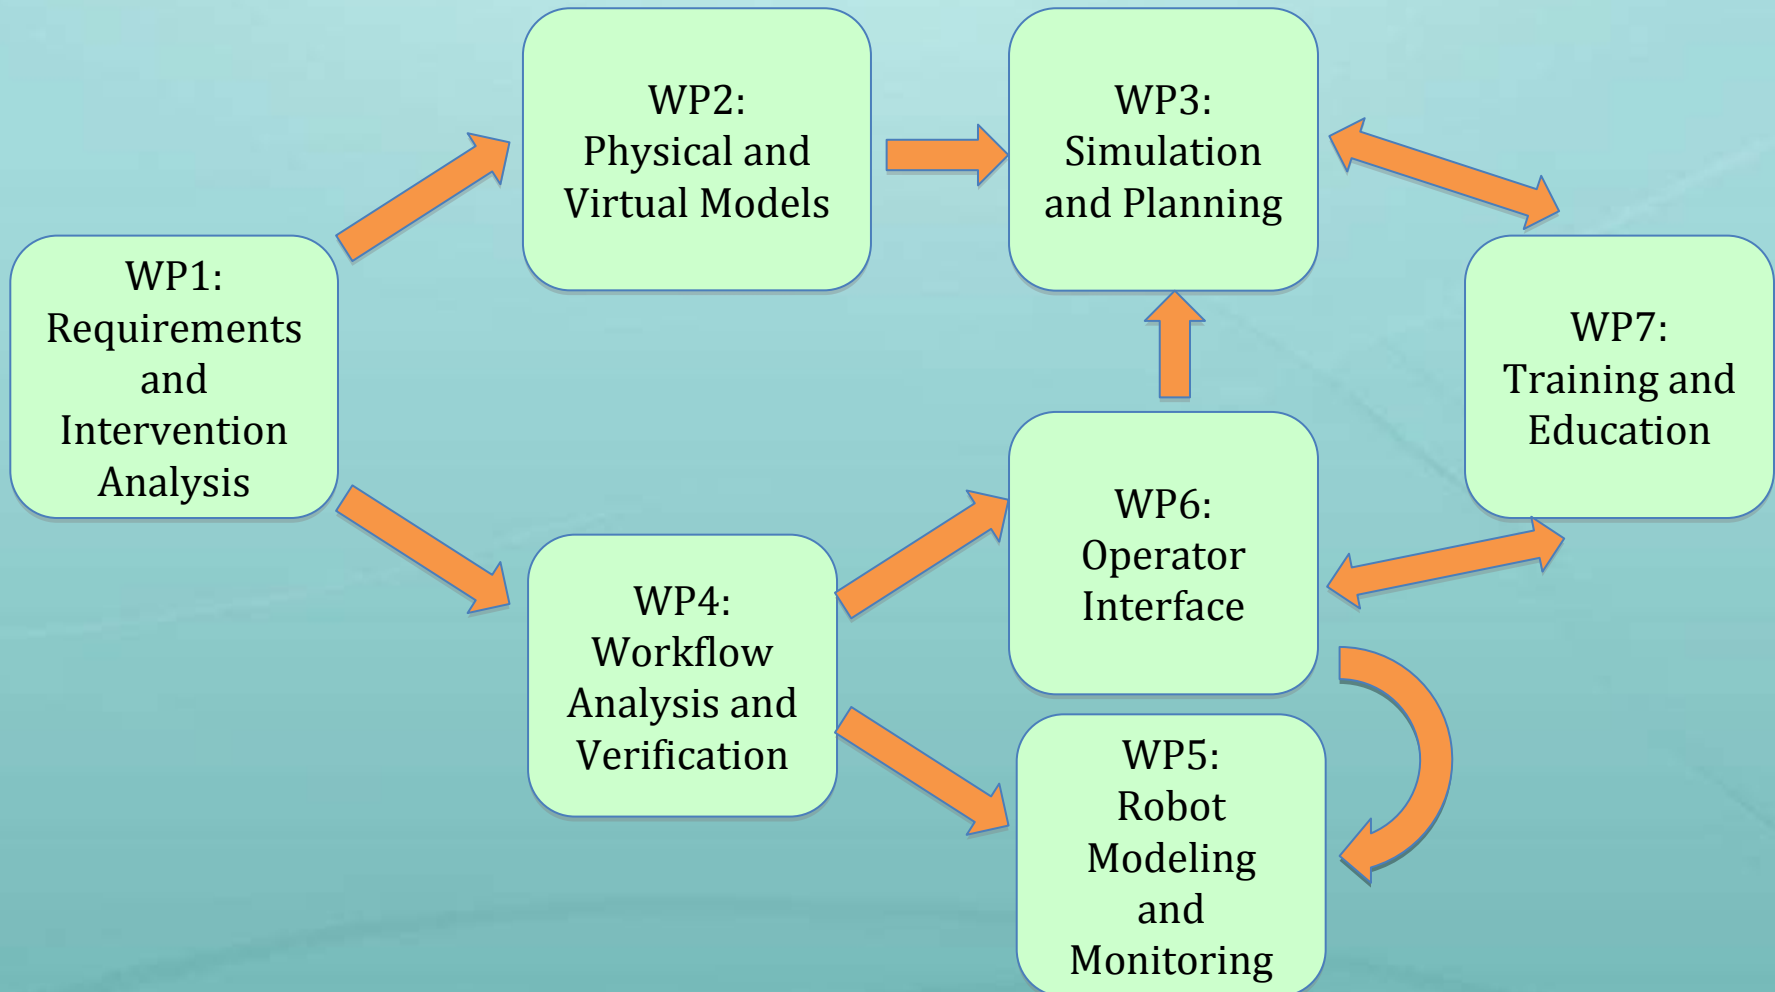 WP1:
Requirements
and
Intervention
Analysis
WP2:
Physical and
Virtual Models
WP3:
Simulation
and Planning
WP4:
Workflow
Analysis and
Verification
WP6:
Operator
Interface
WP5:
Robot
Modeling
and
Monitoring
WP7:
Training and
Education